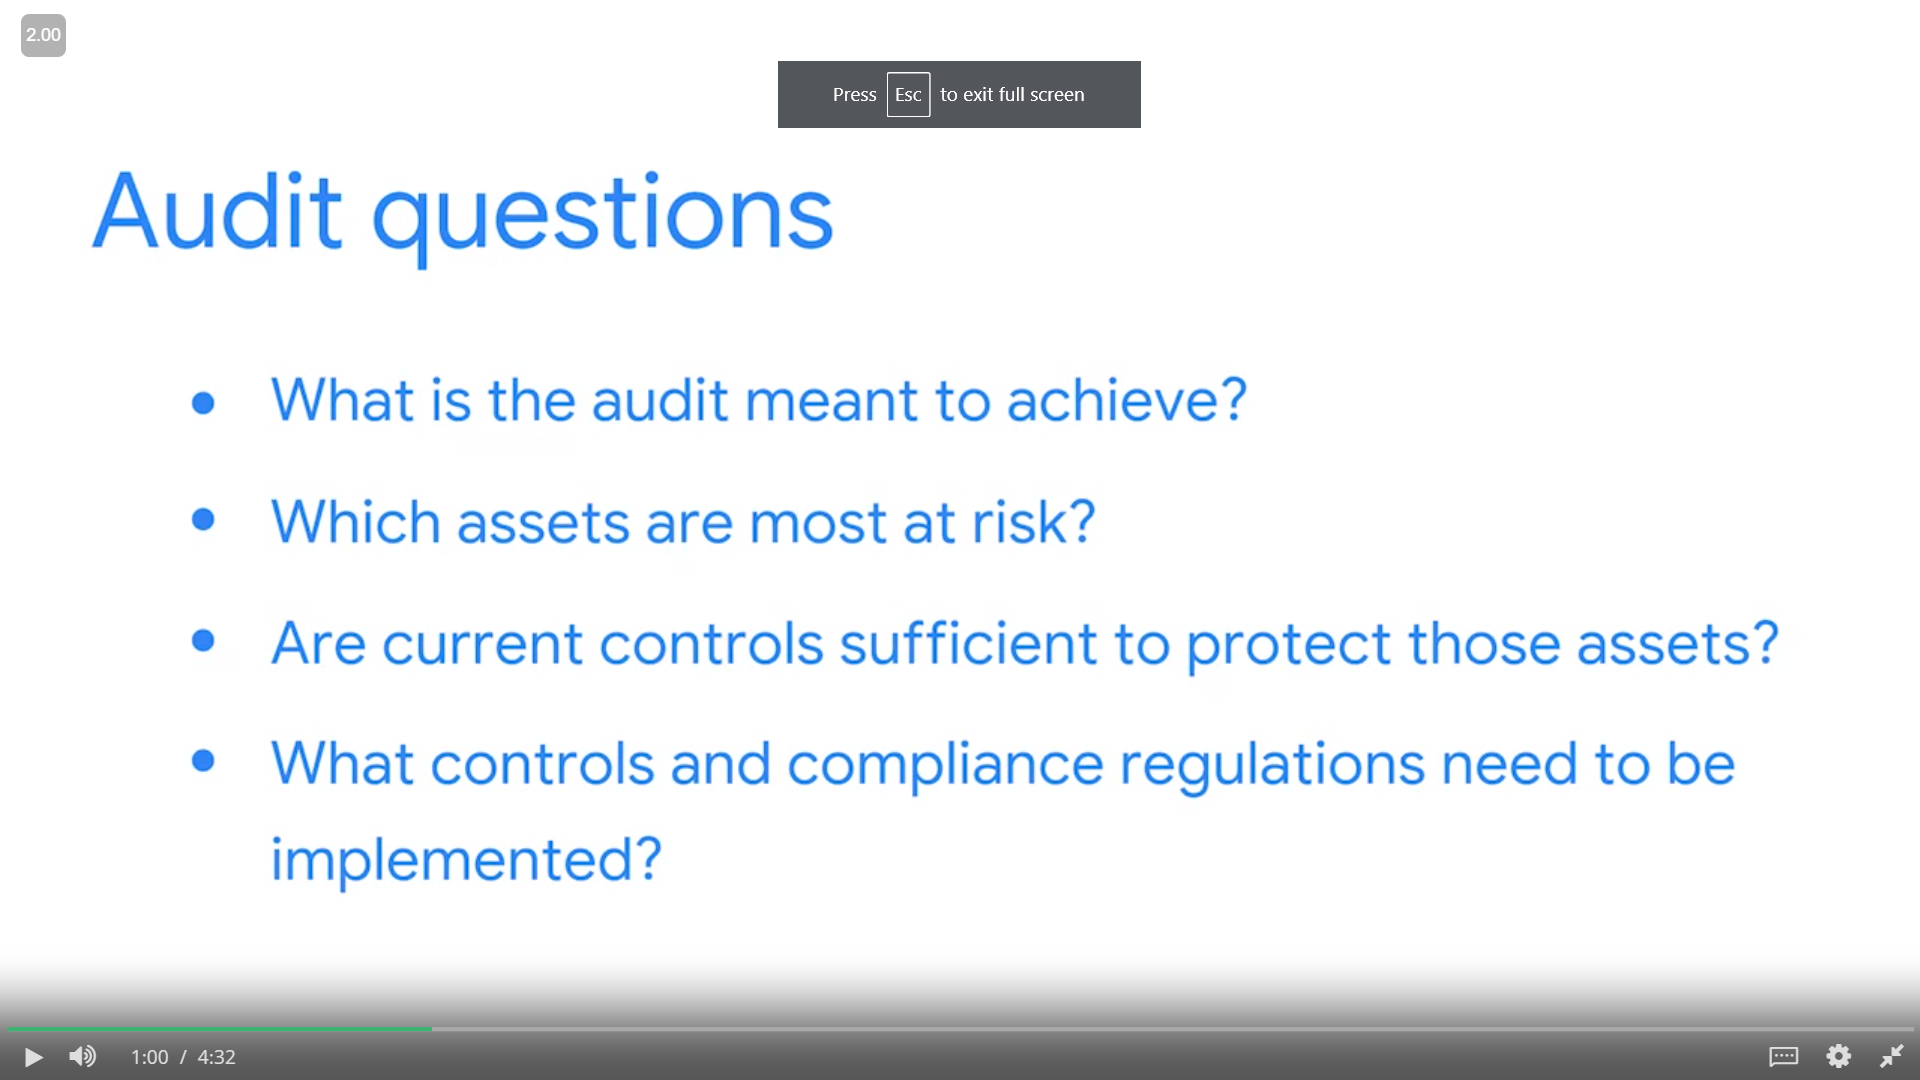 2.00
Press Esc to exit full screen
Audit questions
• What is the audit meant to achieve?
• Which assets are most at risk?
• Are current controls sufficient to protect those assets?
• What controls and compliance regulations need to be
implemented?
1:00 / 4:32